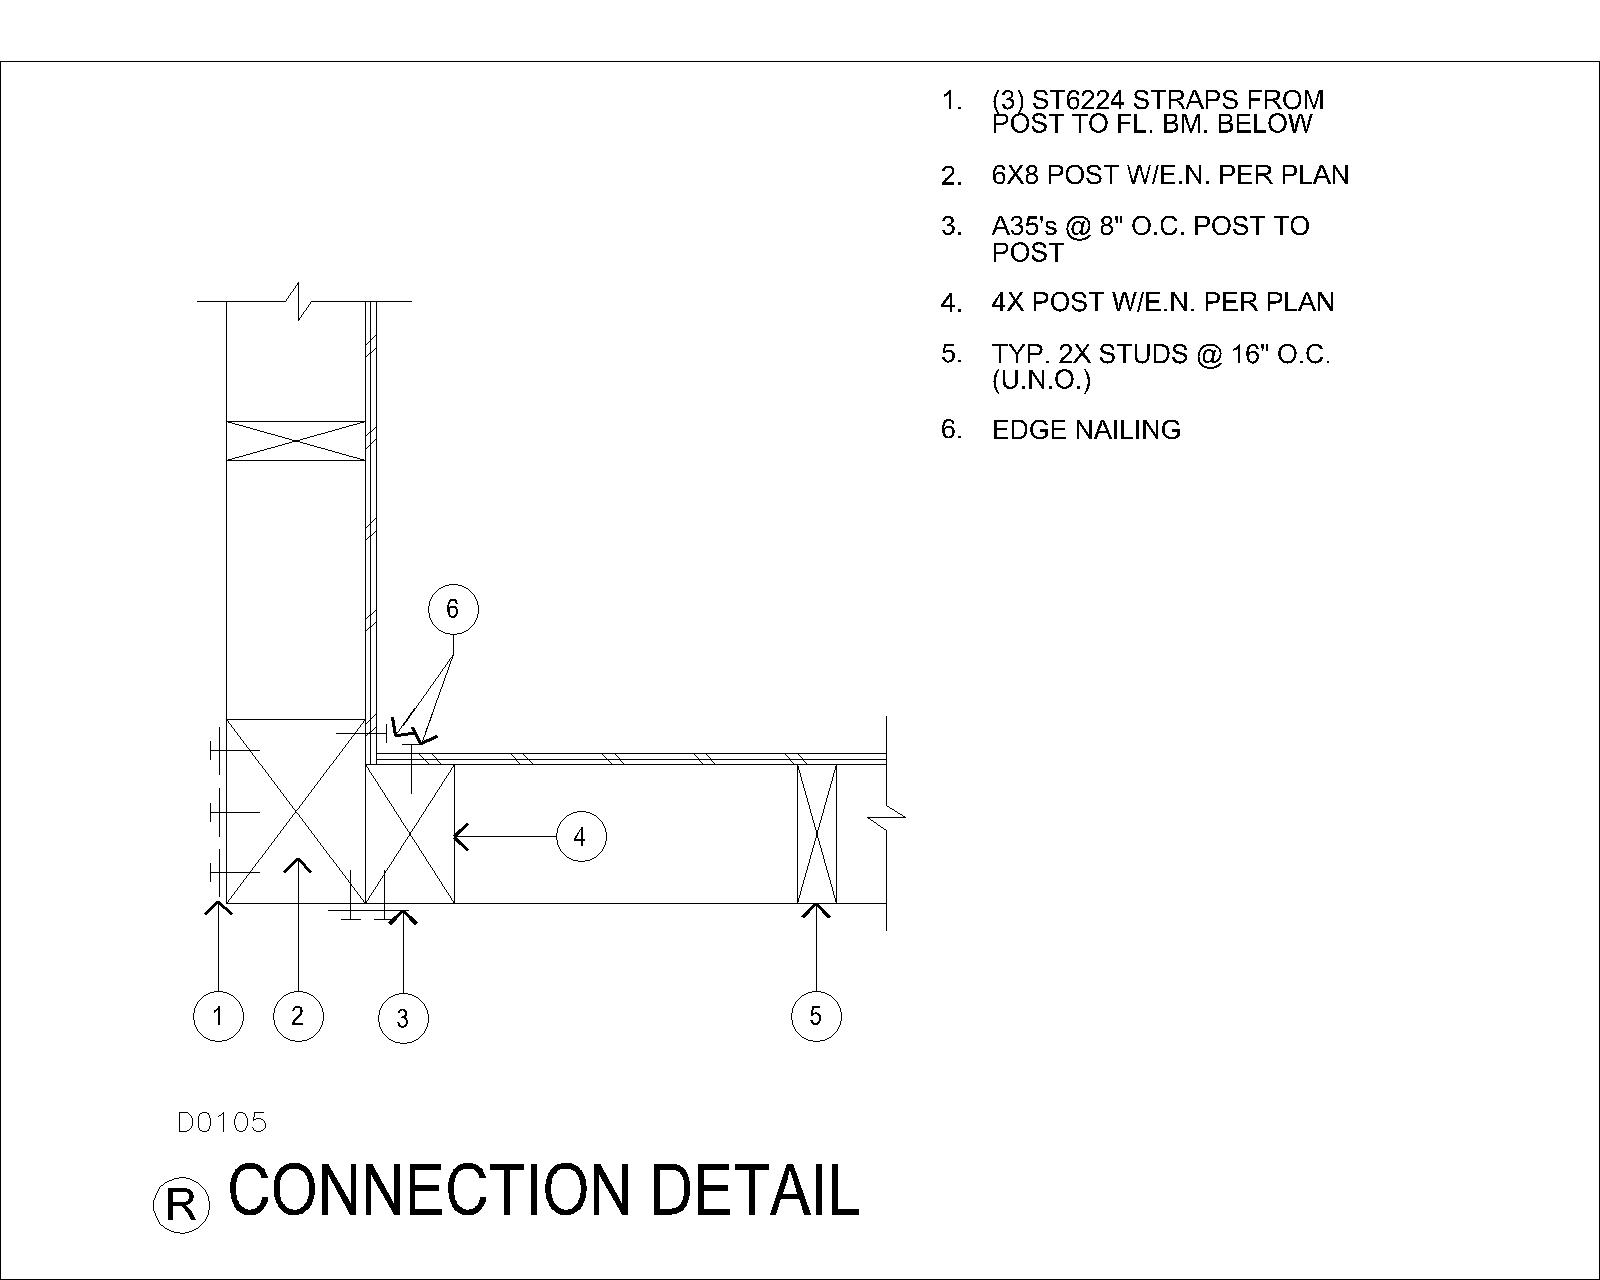 1. (3) ST6224 STRAPS FROM
POST TO FL. BM. BELOW
2. 6X8 POST W/E.N. PER PLAN
3. A35's @ 8" O.C. POST TO
POST
4. 4X POST W/E.N. PER PLAN
5. TYP. 2X STUDS @ 16" O.C.
(U.N.O.)
6. EDGE NAILING
6
4
1
2
3
5
D0105
R CONNECTION DETAIL